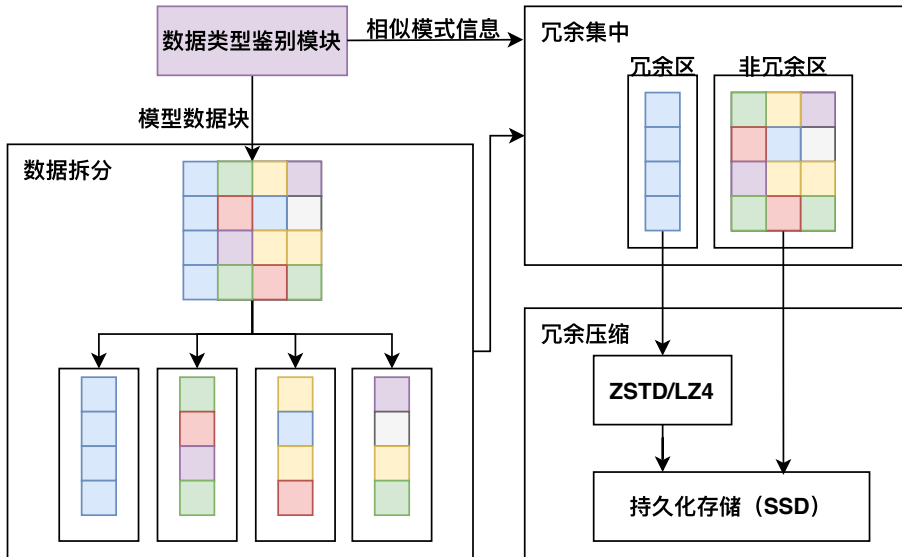 数据类型鉴别模块
相似模式信息
模型数据块
数据拆分
冗余集中
冗余区
非冗余区
冗余压缩
ZSTD/LZ4
持久化存储（SSD）